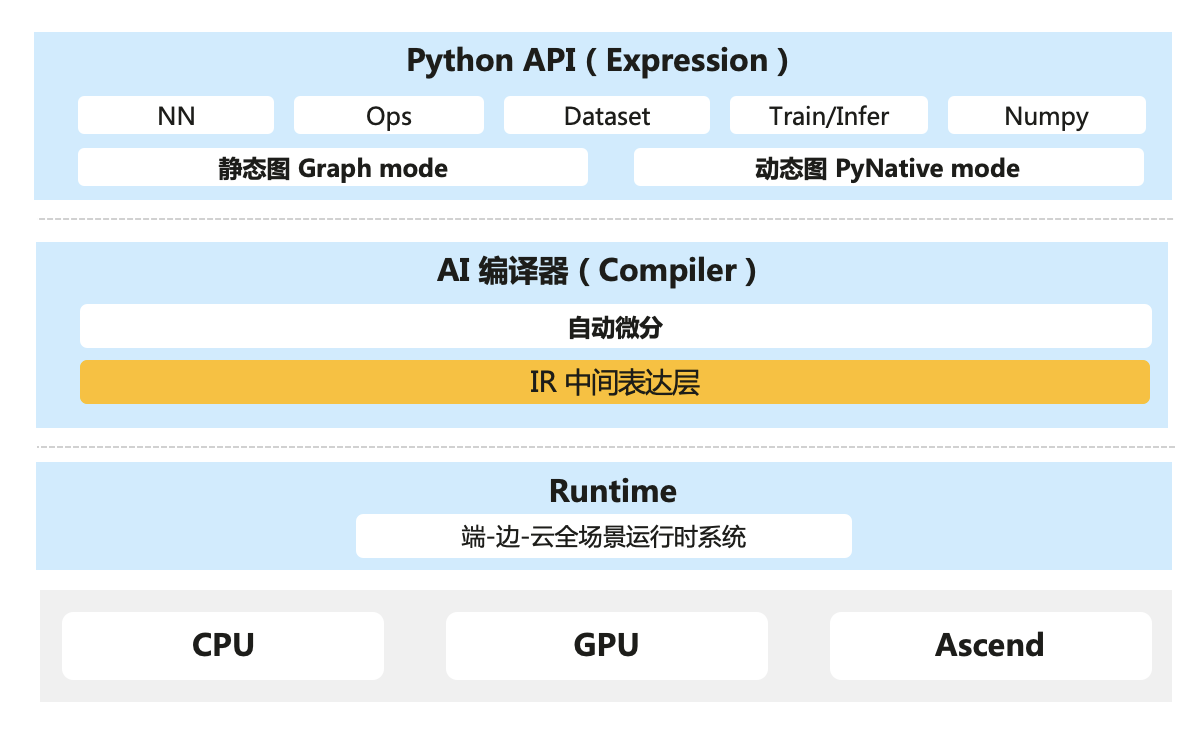 Python API ( Expression )
NN
Ops
Dataset
Train/Infer
Numpy
静态图 Graph mode
动态图 PyNative mode
AI 编译器 ( Compiler )
自动微分
IR 中间表达层
Runtime
端-边-云全场景运行时系统
CPU
GPU
Ascend